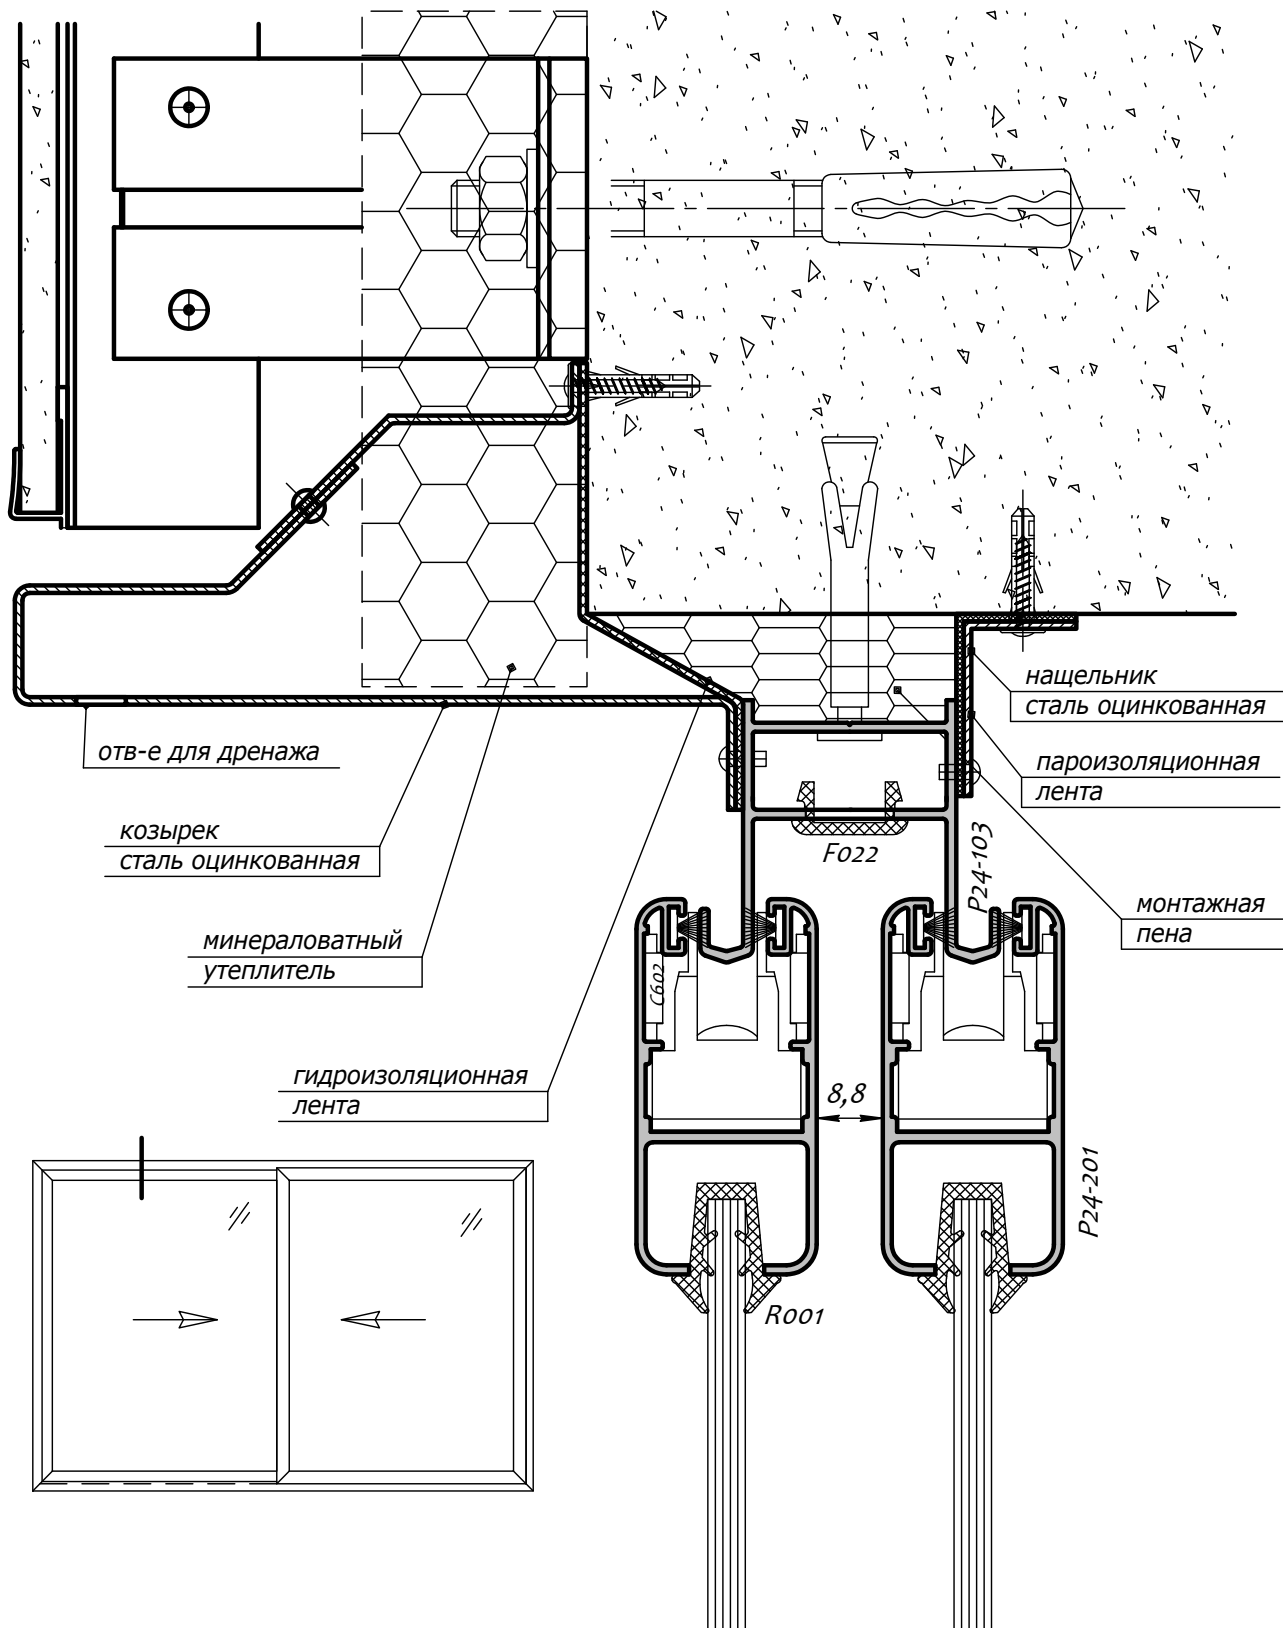 нащельник
сталь оцинкованная
отв-е для дренажа
пароизоляционная
лента
козырек
сталь оцинкованная
F022
P24-103
монтажная
пена
минераловатный
утеплитель
C602
гидроизоляционная
лента
8,8
P24-201
R001